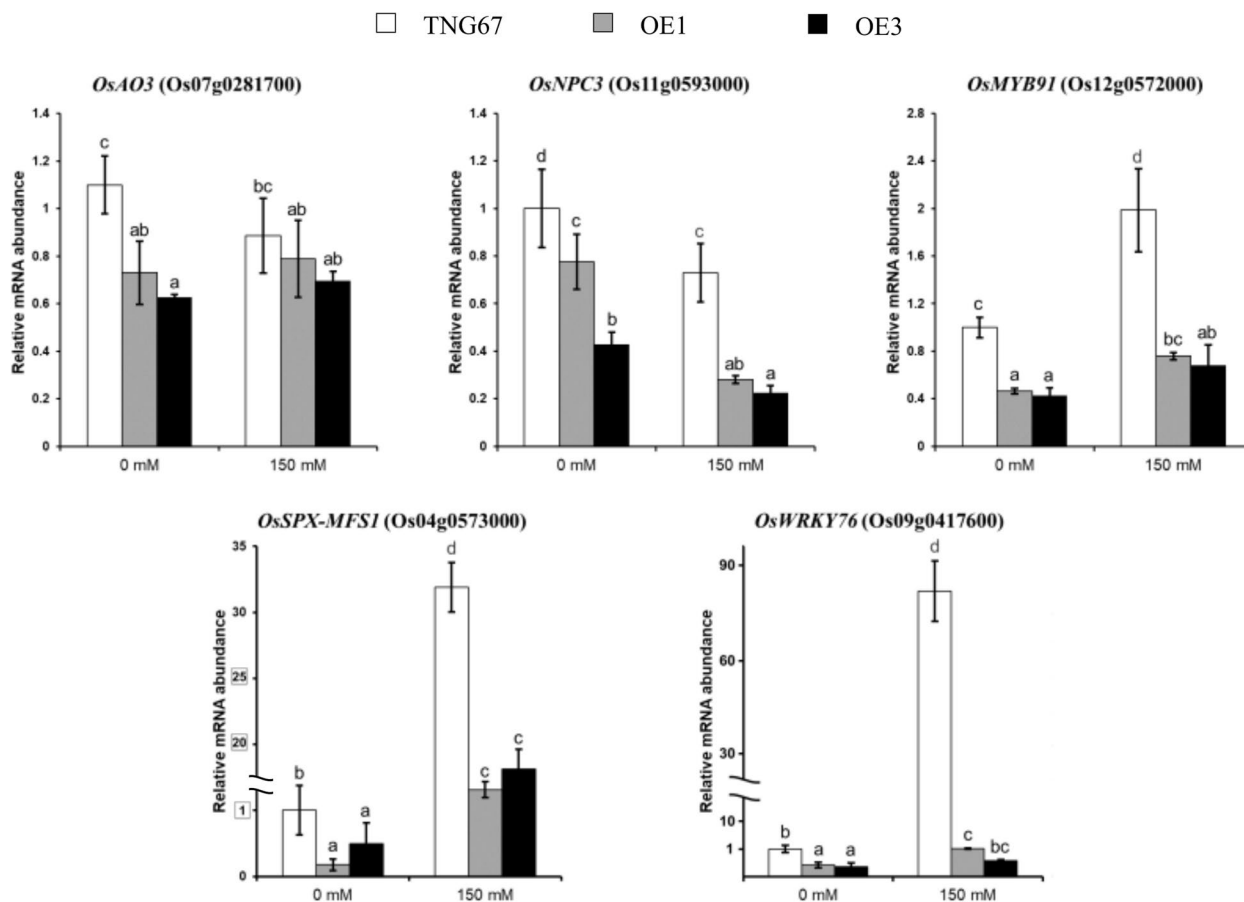 TNG67 OE1 OE3
OsAO3 (Os07g0281700)
Relative mRNA abundance
1.4
1.2
1
0.8
0.6
0.4
0.2
0
c
ab
a
bc
ab
ab
0 mM 150 mM
OsNPC3 (Os11g0593000)
Relative mRNA abundance
1.4
1.2
1
0.8
0.6
0.4
0.2
0
d
c
b
c
ab
a
0 mM 150 mM
OsMYB91 (Os12g0572000)
Relative mRNA abundance
2.8
2.4
2
1.6
1.2
0.8
0.4
0
c
a
a
d
bc
ab
0 mM 150 mM
OsSPX-MFS1 (Os04g0573000)
Relative mRNA abundance
35
30
25
20
1
0
b
a
a
d
c
c
0 mM 150 mM
OsWRKY76 (Os09g0417600)
Relative mRNA abundance
90
60
30
10
1
b
a
a
d
c
bc
0 mM 150 mM